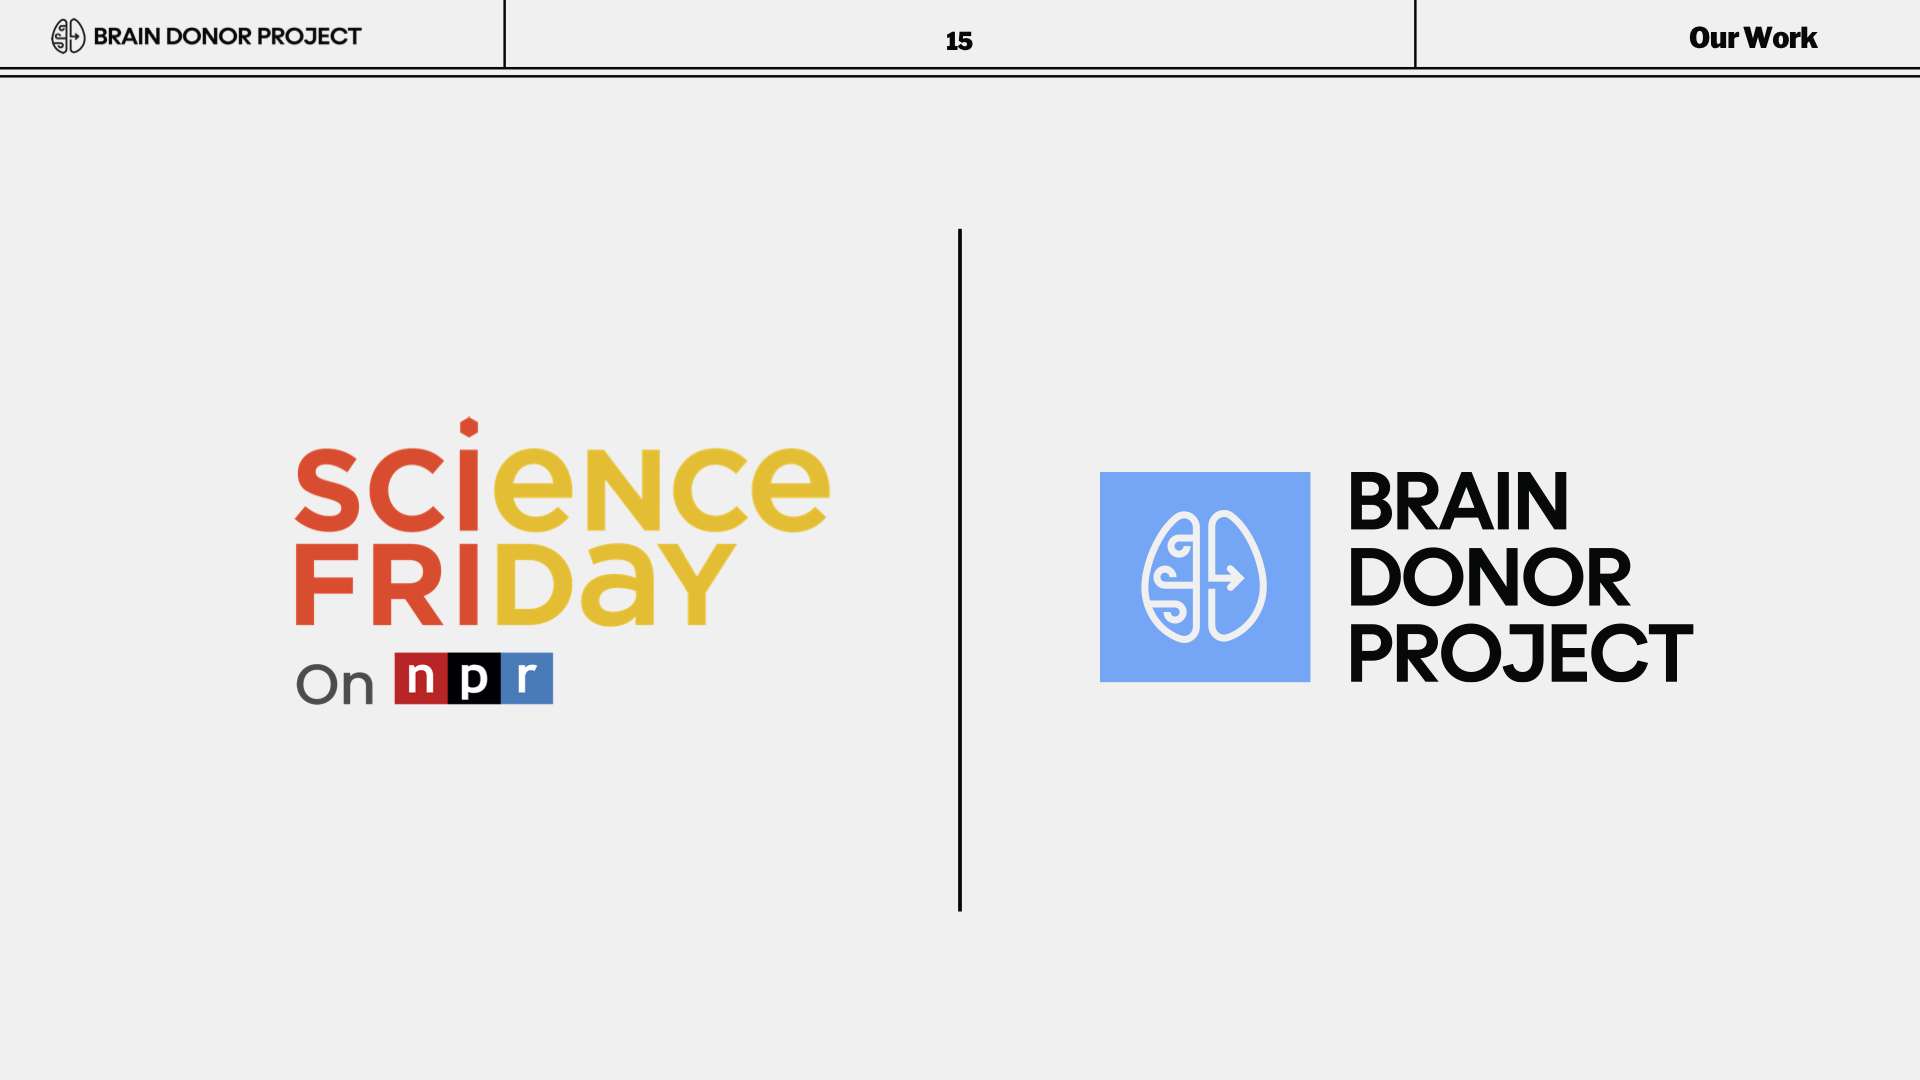 BRAIN DONOR PROJECT
15
Our Work
SCiENCe
FRIDaY
On npr
BRAIN
DONOR
PROJECT